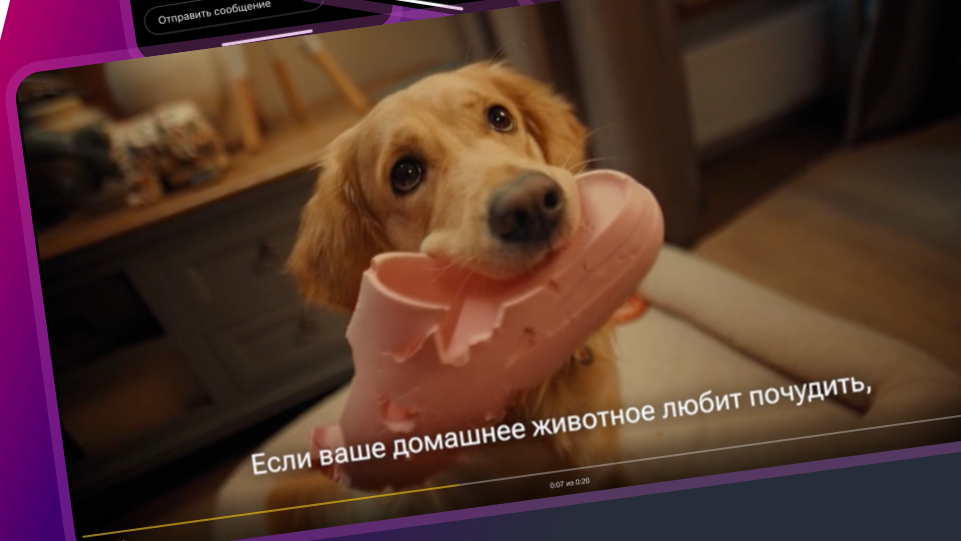 Отправить сообщение
Если ваше домашнее животное любит почудить,
0:07 из 0:20